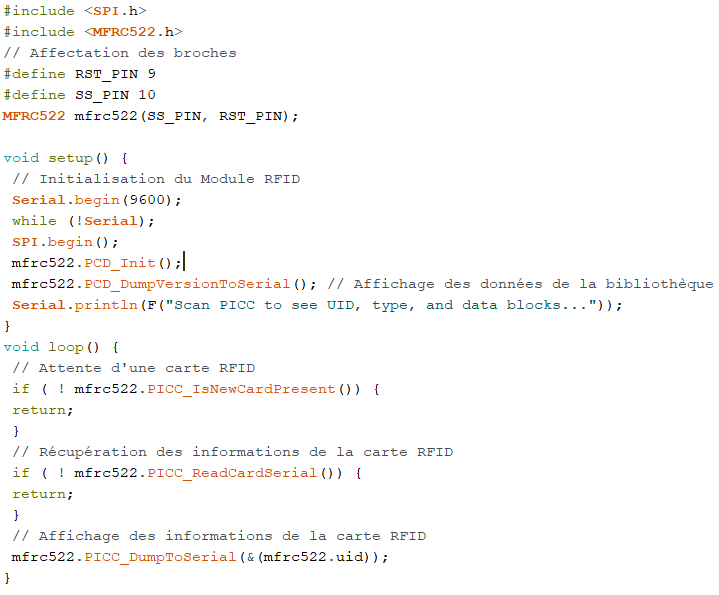 #include <SPI.h>
#include <MFRC522.h>
// Affectation des broches
#define RST_PIN 9
#define SS_PIN 10
MFRC522 mfrc522(SS_PIN, RST_PIN);

void setup() {
 // Initialisation du Module RFID
 Serial.begin(9600);
 while (!Serial);
 SPI.begin();
 mfrc522.PCD_Init();
 mfrc522.PCD_DumpVersionToSerial(); // Affichage des données de la bibliothèque
 Serial.println(F("Scan PICC to see UID, type, and data blocks..."));
}
void loop() {
 // Attente d'une carte RFID
 if ( ! mfrc522.PICC_IsNewCardPresent()) {
 return;
 }
 // Récupération des informations de la carte RFID
 if ( ! mfrc522.PICC_ReadCardSerial()) {
 return;
 }
 // Affichage des informations de la carte RFID
 mfrc522.PICC_DumpToSerial(&(mfrc522.uid));
}